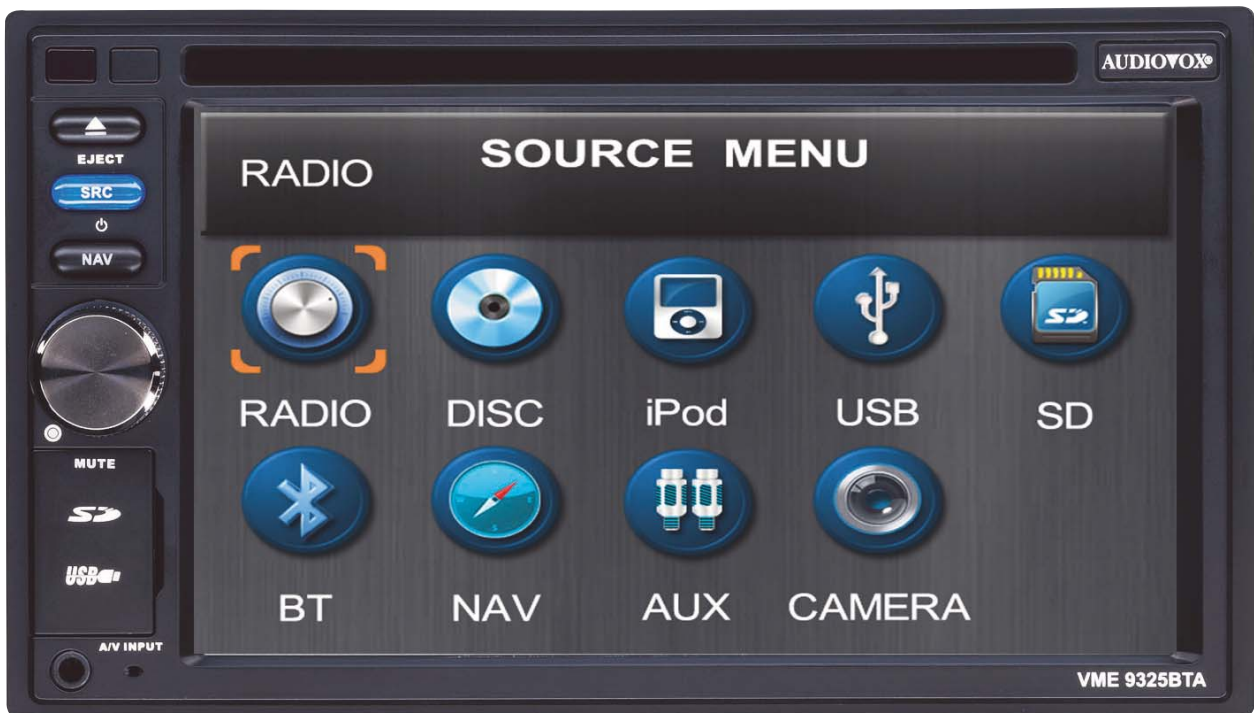 AUDIOVOX®
EJECT
SRC
NAV
MUTE
SD
USB
A/V INPUT
RADIO
SOURCE MENU
RADIO
DISC
iPod
USB
SD
BT
NAV
AUX
CAMERA
VME 9325BTA